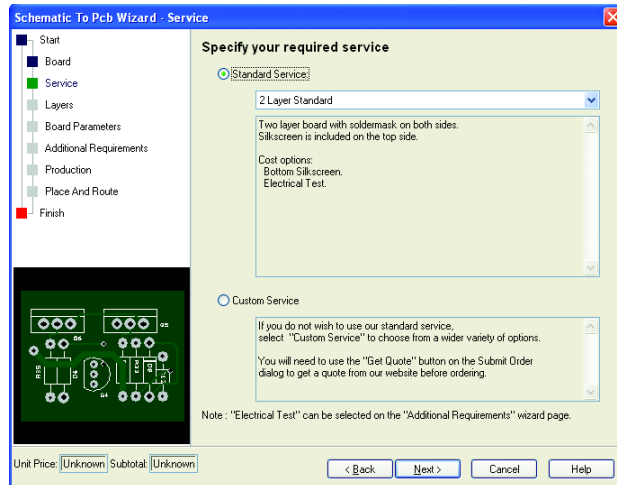 Schematic To Pcb Wizard - Service
Start
Board
Service
Layers
Board Parameters
Additional Requirements
Production
Place And Route
Finish
Specify your required service
Standard Service:
2 Layer Standard
Two layer board with soldermask on both sides.
Silkscreen is included on the top side.
Cost options:
Bottom Silkscreen.
Electrical Test.
Custom Service
If you do not wish to use our standard service,
select "Custom Service" to choose from a wider variety of options.
You will need to use the "Get Quote" button on the Submit Order
dialog to get a quote from our website before ordering.
Note : "Electrical Test" can be selected on the "Additional Requirements" wizard page.
Unit Price: Unknown Subtotal: Unknown
< Back Next > Cancel Help